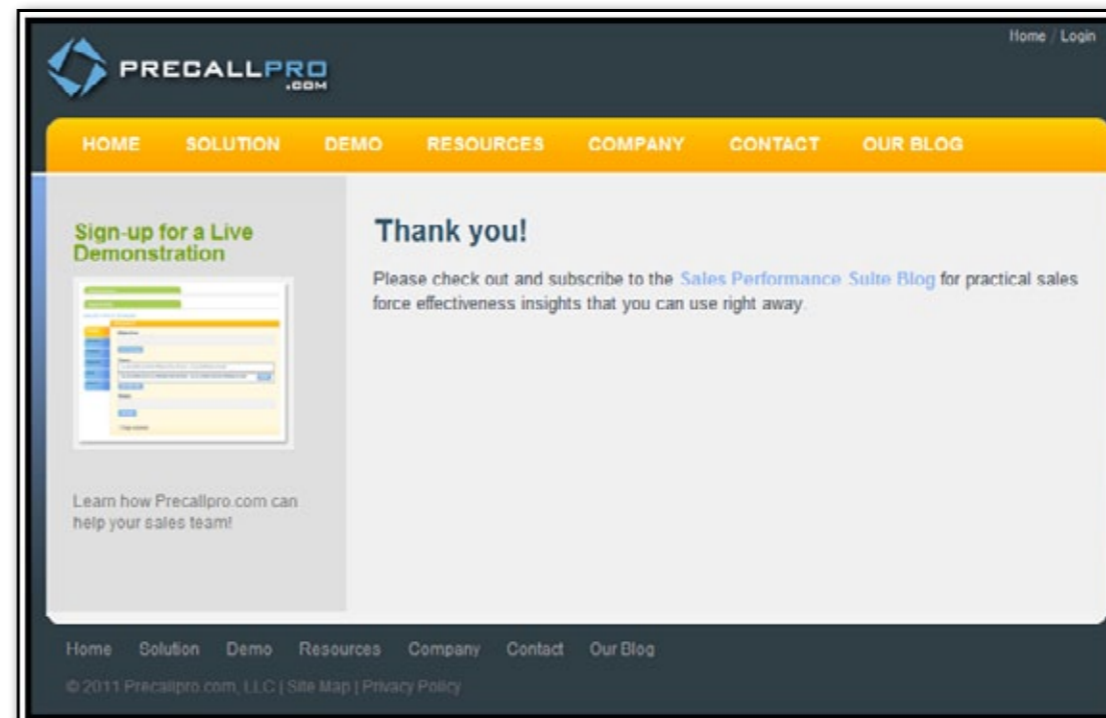 Home / Login
PRECALLPRO
.COM
HOME SOLUTION DEMO RESOURCES COMPANY CONTACT OUR BLOG
Sign-up for a Live
Demonstration
Learn how Precallpro.com can
help your sales team!
Thank you!
Please check out and subscribe to the Sales Performance Suite Blog for practical sales
force effectiveness insights that you can use right away.
Home Solution Demo Resources Company Contact Our Blog
© 2011 Precallpro.com, LLC | Site Map | Privacy Policy